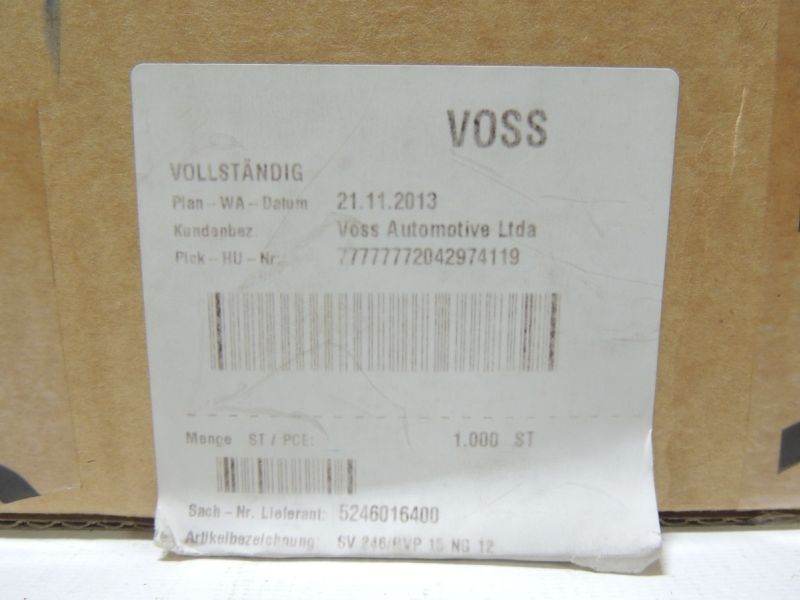 VOSS
VOLLSTÄNDIG
Plan-WA-Datum 21.11.2013
Kundenbez. Voss Automotive Ltda
Pick-HU-Nr. 77777772042974119
Menge ST / PCE: 1.000 ST
Sach-Nr. Lieferant: 5246016400
Artikelbezeichnung: SV 246/RVP 15 NG 12